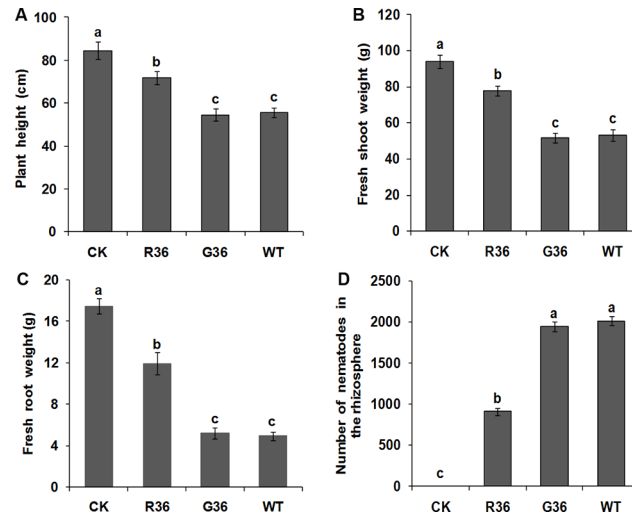 A
Plant height (cm)
100
80
60
40
20
0
a
b
c
c
CK R36 G36 WT
B
Fresh shoot weight (g)
120
100
80
60
40
20
0
a
b
c
c
CK R36 G36 WT
C
Fresh root weight (g)
20
16
12
8
4
0
a
b
c
c
CK R36 G36 WT
D
Number of nematodes in
the rhizosphere
2500
2000
1500
1000
500
0
c
b
a
a
CK R36 G36 WT